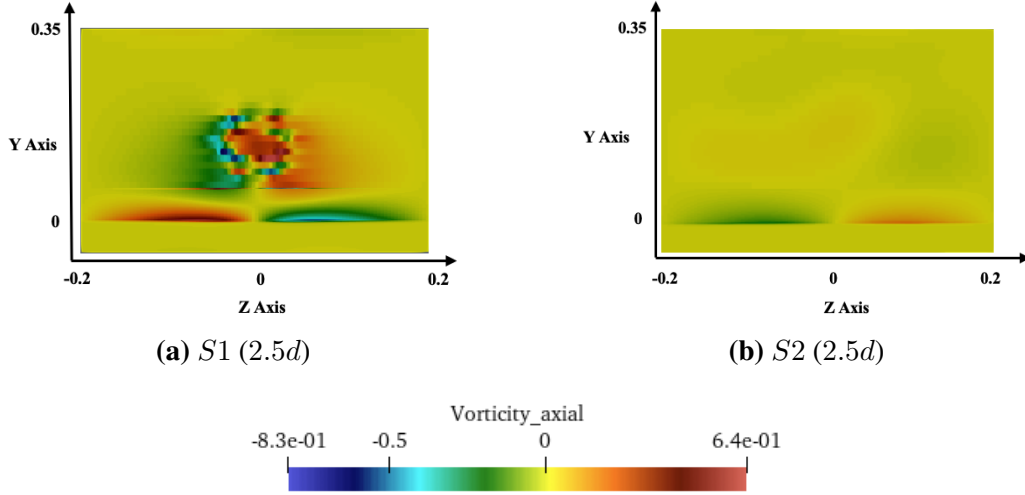 0.35
Y Axis
0
-0.2
0
0.2
Z Axis
(a) S1 (2.5d)
0.35
Y Axis
0
-0.2
0
0.2
Z Axis
(b) S2 (2.5d)
Vorticity_axial
-8.3e-01 -0.5 0 6.4e-01